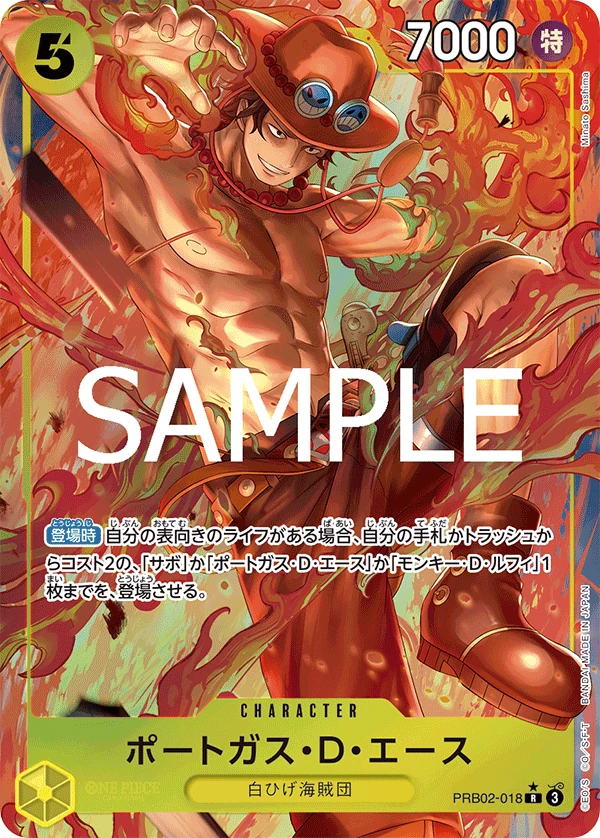 5
7000 特
Minato Sashima
SAMPLE
登場時 自分の表向きのライフがある場合、自分の手札かトラッシュか
らコスト2の、「サボ」か「ポートガス・D・エース」か「モンキー・D・ルフィ」1
枚までを、登場させる。
CHARACTER
ポートガス・D・エース
白ひげ海賊団
ONE PIECE
PRB02-018 R 3
©E.O/S ©O/S・F・T BANDAI MADE IN JAPAN